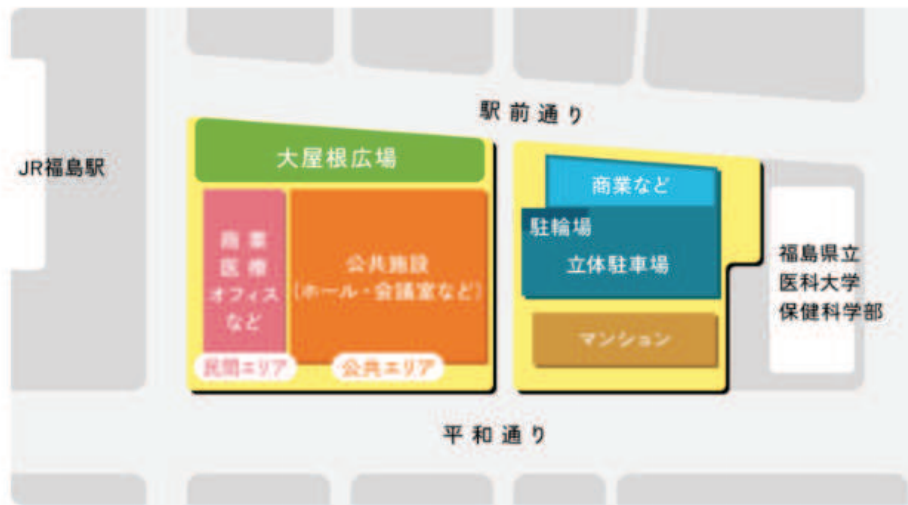 駅前通り
JR福島駅
大屋根広場
商業
医療
オフィス
など
公共施設
(ホール・会議室など)
民間エリア
公共エリア
商業など
駐輪場
立体駐車場
マンション
福島県立
医科大学
保健科学部
平和通り